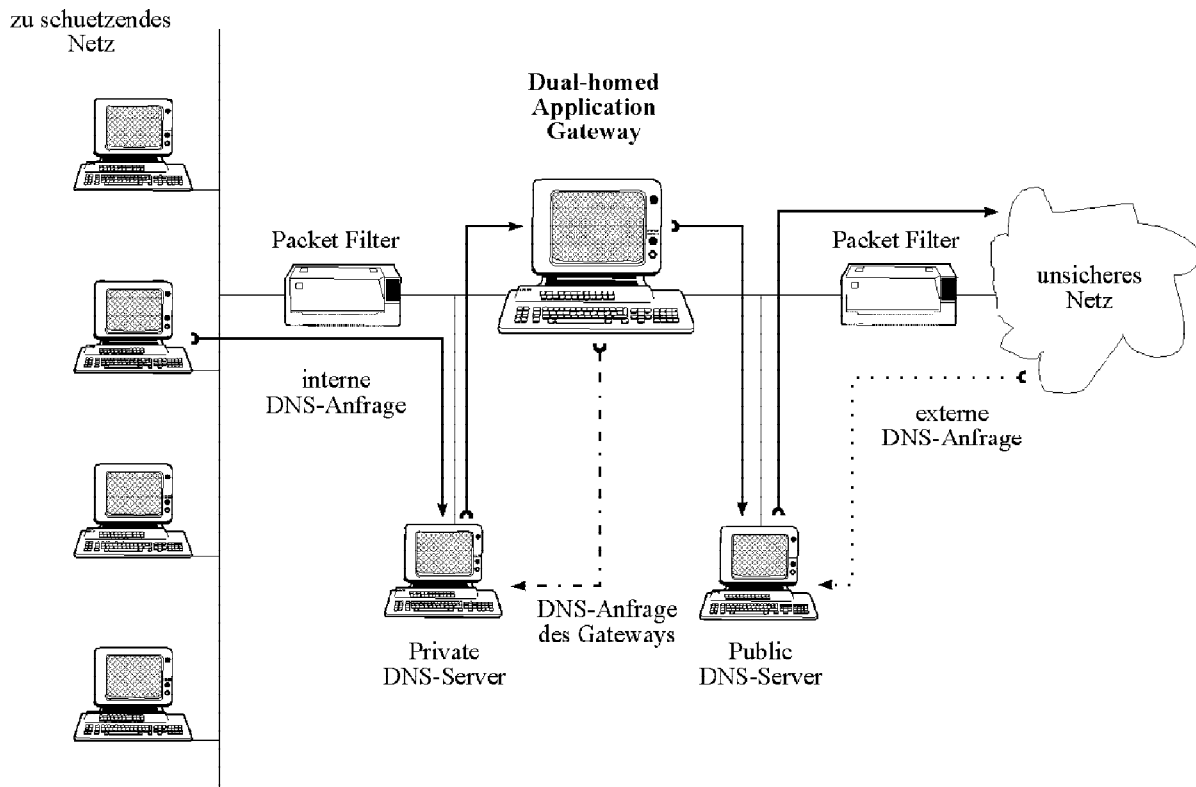 zu schuetzendes
Netz
Dual-homed
Application
Gateway
Packet Filter
Packet Filter
unsicheres
Netz
interne
DNS-Anfrage
externe
DNS-Anfrage
DNS-Anfrage
des Gateways
Private
DNS-Server
Public
DNS-Server